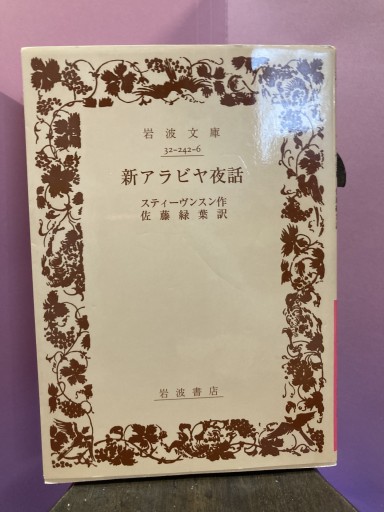 岩波文庫
32-242-6
新アラビヤ夜話
スティーヴンスン作
佐藤緑葉訳
岩波書店